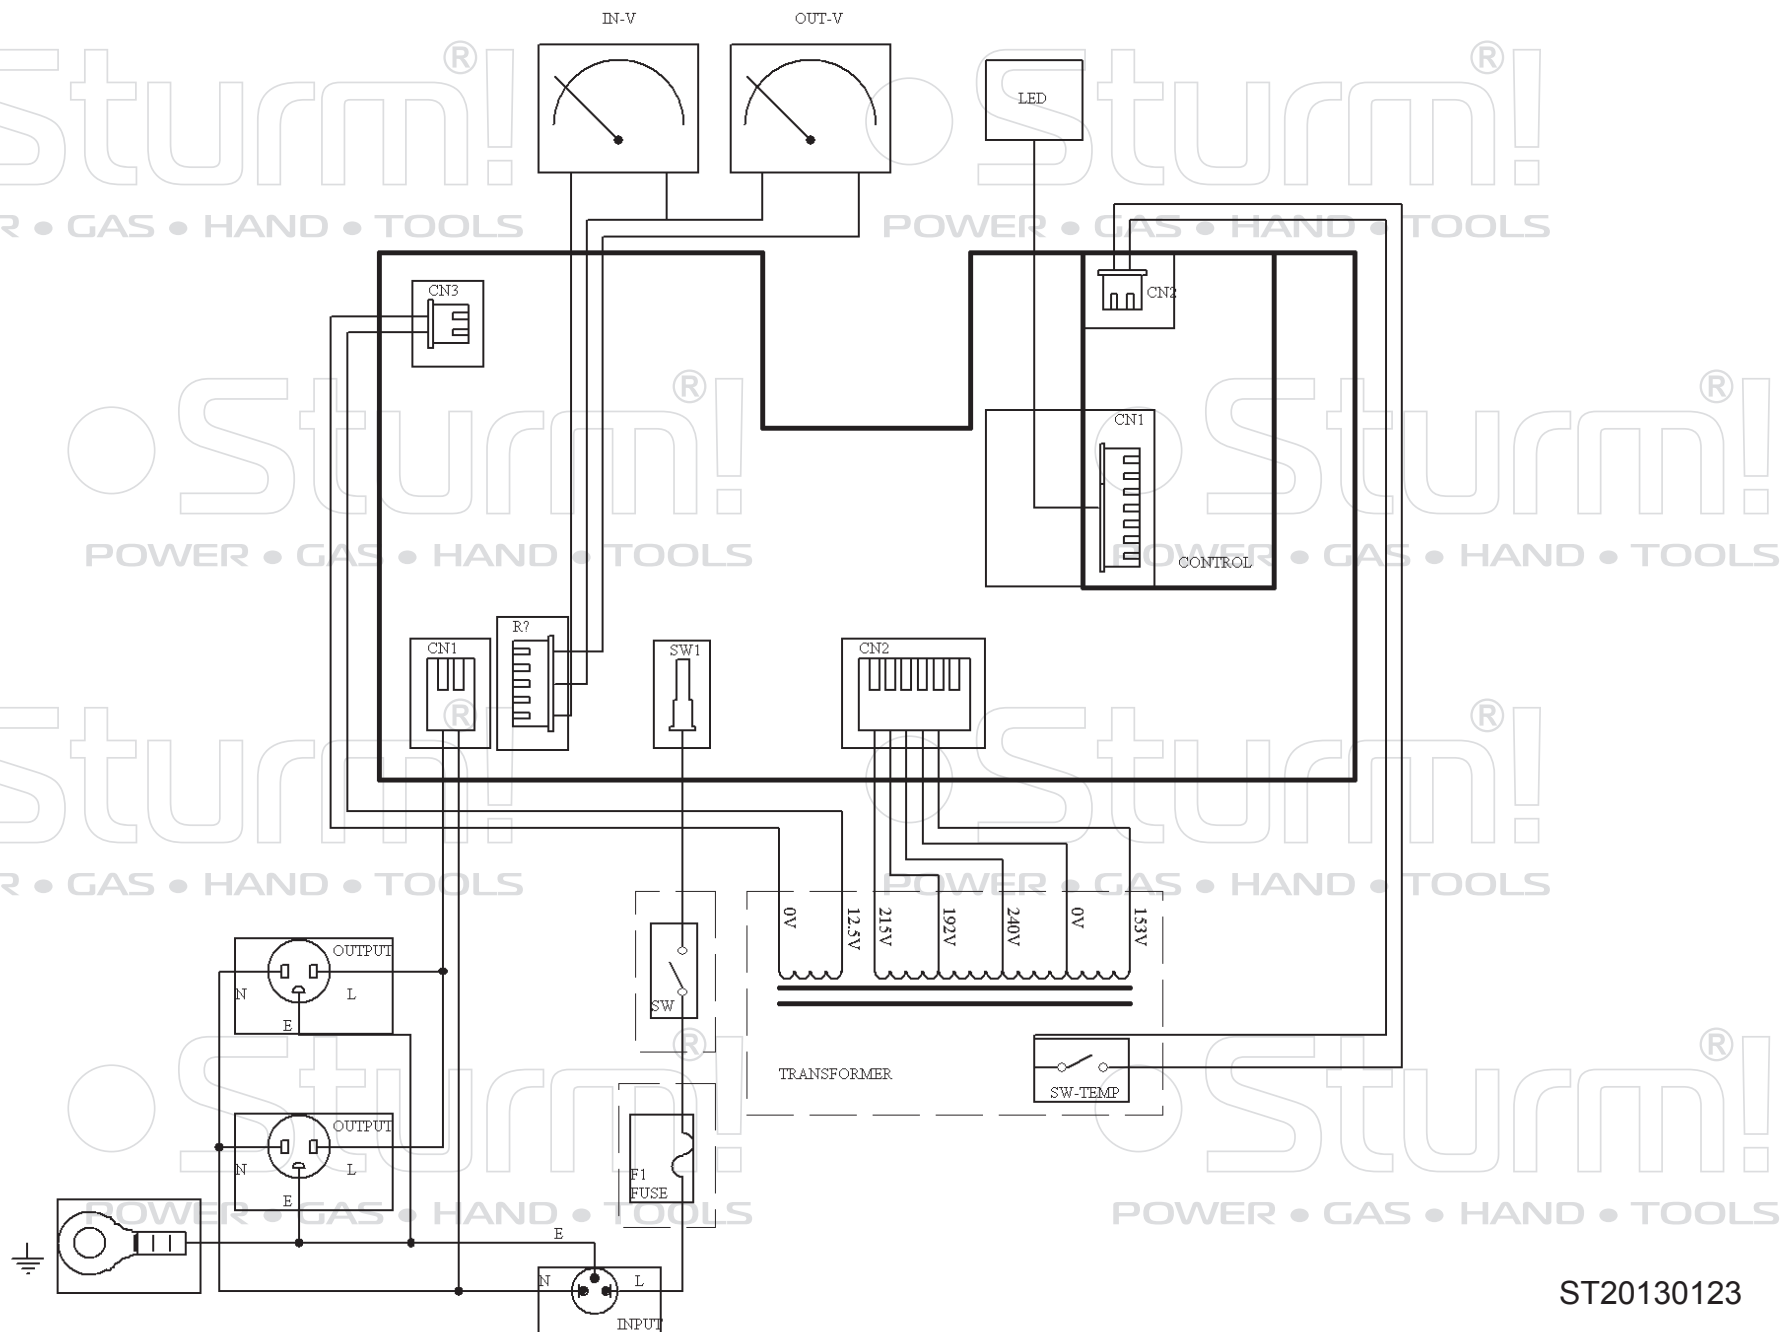 IN-V
OUT-V
LED
CN3
CN2
CN1
CONTROL
R?
CN1
SW1
CN2
0V
12.5V
215V
192V
240V
0V
153V
OUTPUT
N
L
E
SW
TRANSFORMER
SW-TEMP
OUTPUT
N
L
E
F1
FUSE
E
N
L
INPUT
ST20130123
Sturm!®
POWER • GAS • HAND • TOOLS